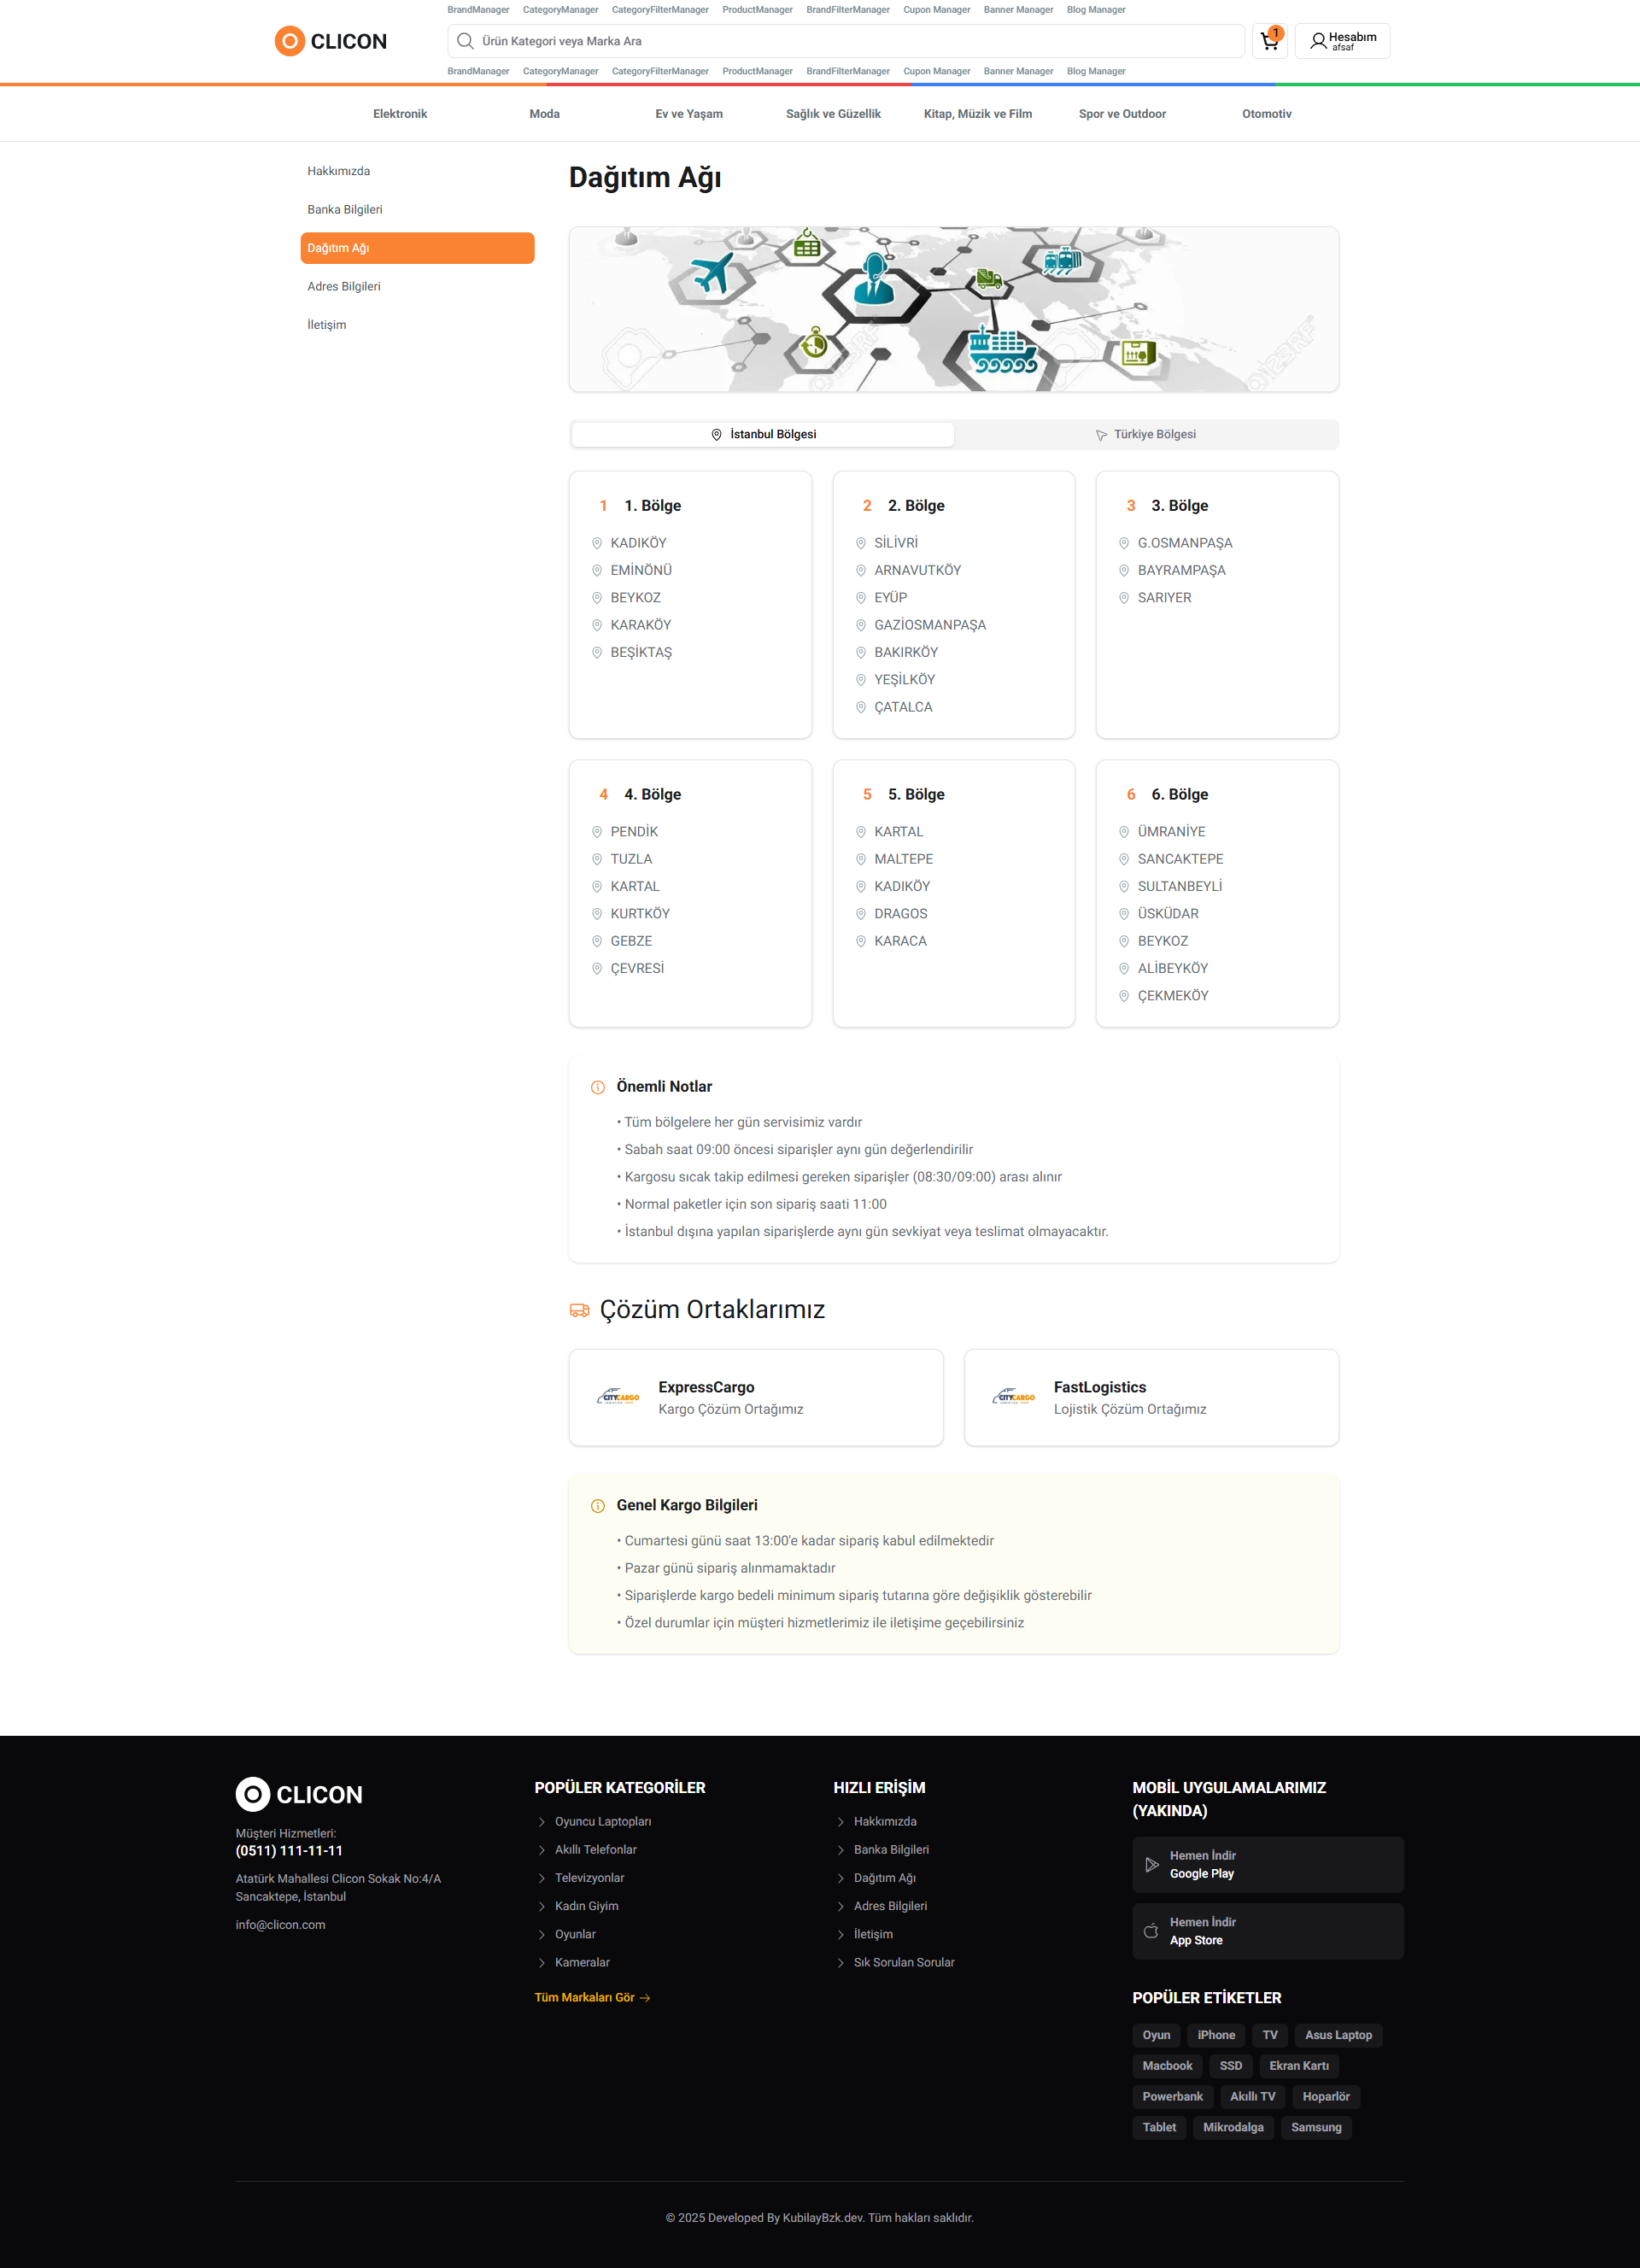 BrandManager CategoryManager CategoryFilterManager ProductManager BrandFilterManager Cupon Manager Banner Manager Blog Manager
CLICON
Ürün Kategori veya Marka Ara
1
Hesabım
afsaf
BrandManager CategoryManager CategoryFilterManager ProductManager BrandFilterManager Cupon Manager Banner Manager Blog Manager
Elektronik Moda Ev ve Yaşam Sağlık ve Güzellik Kitap, Müzik ve Film Spor ve Outdoor Otomotiv
Hakkımızda
Banka Bilgileri
Dağıtım Ağı
Adres Bilgileri
İletişim
Dağıtım Ağı
123RF
123RF
İstanbul Bölgesi
Türkiye Bölgesi
1 1. Bölge
KADIKÖY
EMİNÖNÜ
BEYKOZ
KARAKÖY
BEŞİKTAŞ
2 2. Bölge
SİLİVRİ
ARNAVUTKÖY
EYÜP
GAZİOSMANPAŞA
BAKIRKÖY
YEŞİLKÖY
ÇATALCA
3 3. Bölge
G.OSMANPAŞA
BAYRAMPAŞA
SARIYER
4 4. Bölge
PENDİK
TUZLA
KARTAL
KURTKÖY
GEBZE
ÇEVRESİ
5 5. Bölge
KARTAL
MALTEPE
KADIKÖY
DRAGOS
KARACA
6 6. Bölge
ÜMRANİYE
SANCAKTEPE
SULTANBEYLİ
ÜSKÜDAR
BEYKOZ
ALİBEYKÖY
ÇEKMEKÖY
Önemli Notlar
• Tüm bölgelere her gün servisimiz vardır
• Sabah saat 09:00 öncesi siparişler aynı gün değerlendirilir
• Kargosu sıcak takip edilmesi gereken siparişler (08:30/09:00) arası alınır
• Normal paketler için son sipariş saati 11:00
• İstanbul dışına yapılan siparişlerde aynı gün sevkiyat veya teslimat olmayacaktır.
Çözüm Ortaklarımız
CITYCARGO
ExpressCargo
Kargo Çözüm Ortağımız
CITYCARGO
FastLogistics
Lojistik Çözüm Ortağımız
Genel Kargo Bilgileri
• Cumartesi günü saat 13:00'e kadar sipariş kabul edilmektedir
• Pazar günü sipariş alınmamaktadır
• Siparişlerde kargo bedeli minimum sipariş tutarına göre değişiklik gösterebilir
• Özel durumlar için müşteri hizmetlerimiz ile iletişime geçebilirsiniz
CLICON
Müşteri Hizmetleri:
(0511) 111-11-11
Atatürk Mahallesi Clicon Sokak No:4/A
Sancaktepe, İstanbul
info@clicon.com
POPÜLER KATEGORİLER
Oyuncu Laptopları
Akıllı Telefonlar
Televizyonlar
Kadın Giyim
Oyunlar
Kameralar
Tüm Markaları Gör
HIZLI ERİŞİM
Hakkımızda
Banka Bilgileri
Dağıtım Ağı
Adres Bilgileri
İletişim
Sık Sorulan Sorular
MOBİL UYGULAMALARIMIZ
(YAKINDA)
Hemen İndir
Google Play
Hemen İndir
App Store
POPÜLER ETİKETLER
Oyun iPhone TV Asus Laptop
Macbook SSD Ekran Kartı
Powerbank Akıllı TV Hoparlör
Tablet Mikrodalga Samsung
© 2025 Developed By KubilayBzk.dev. Tüm hakları saklıdır.